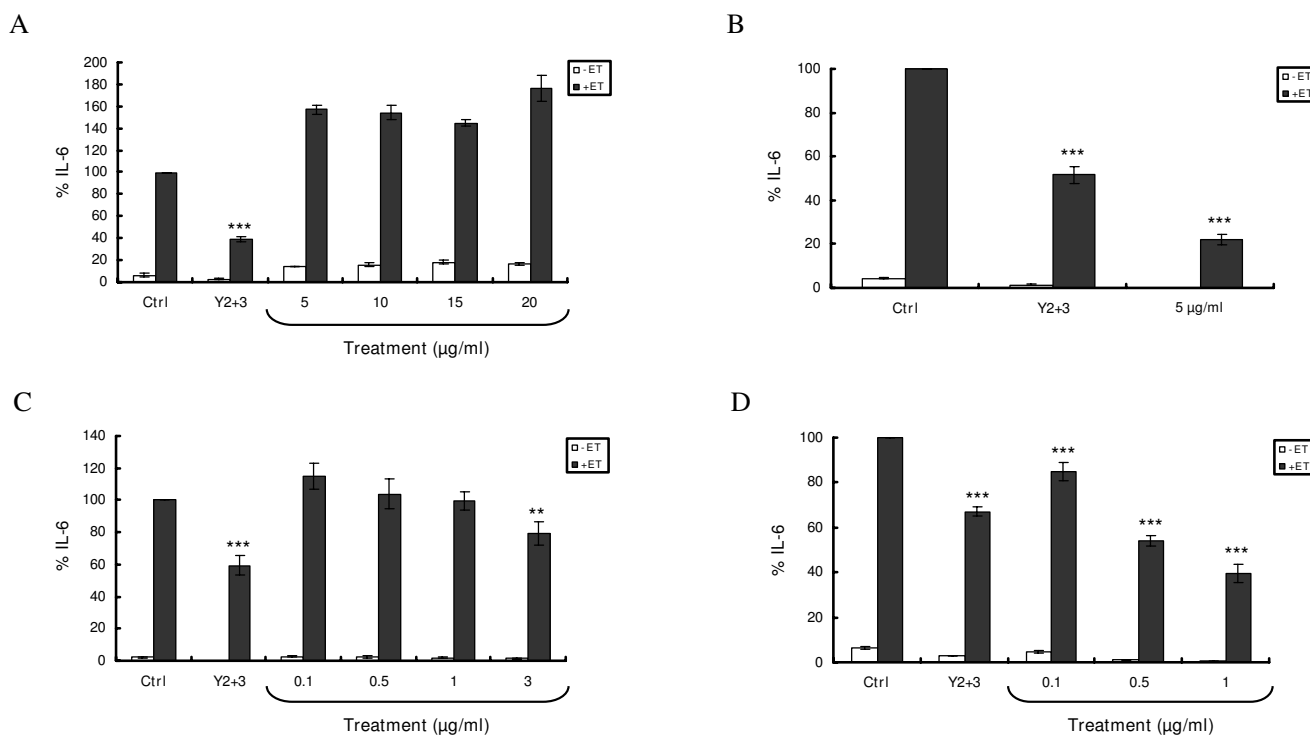 A
200
180
160
140
120
100
80
60
40
20
0
% IL-6
***
-ET
+ET
Ctrl Y2+3 5 10 15 20
Treatment (µg/ml)
B
100
80
60
40
20
0
% IL-6
***
***
-ET
+ET
Ctrl Y2+3 5 µg/ml
C
140
120
100
80
60
40
20
0
% IL-6
***
**
-ET
+ET
Ctrl Y2+3 0.1 0.5 1 3
Treatment (µg/ml)
D
100
80
60
40
20
0
% IL-6
***
***
***
***
-ET
+ET
Ctrl Y2+3 0.1 0.5 1
Treatment (µg/ml)